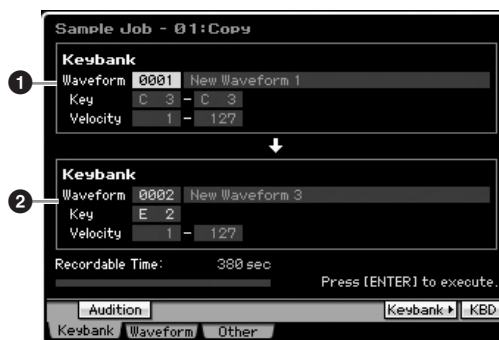 Sample Job - 01:Copy
Keybank
1 Waveform 0001 New Waveform 1
Key C 3 - C 3
Velocity 1 - 127
Keybank
2 Waveform 0002 New Waveform 3
Key E 2
Velocity 1 - 127
Recordable Time: 380 sec
Press [ENTER] to execute.
Audition Keybank KBD
Keybank Waveform Other